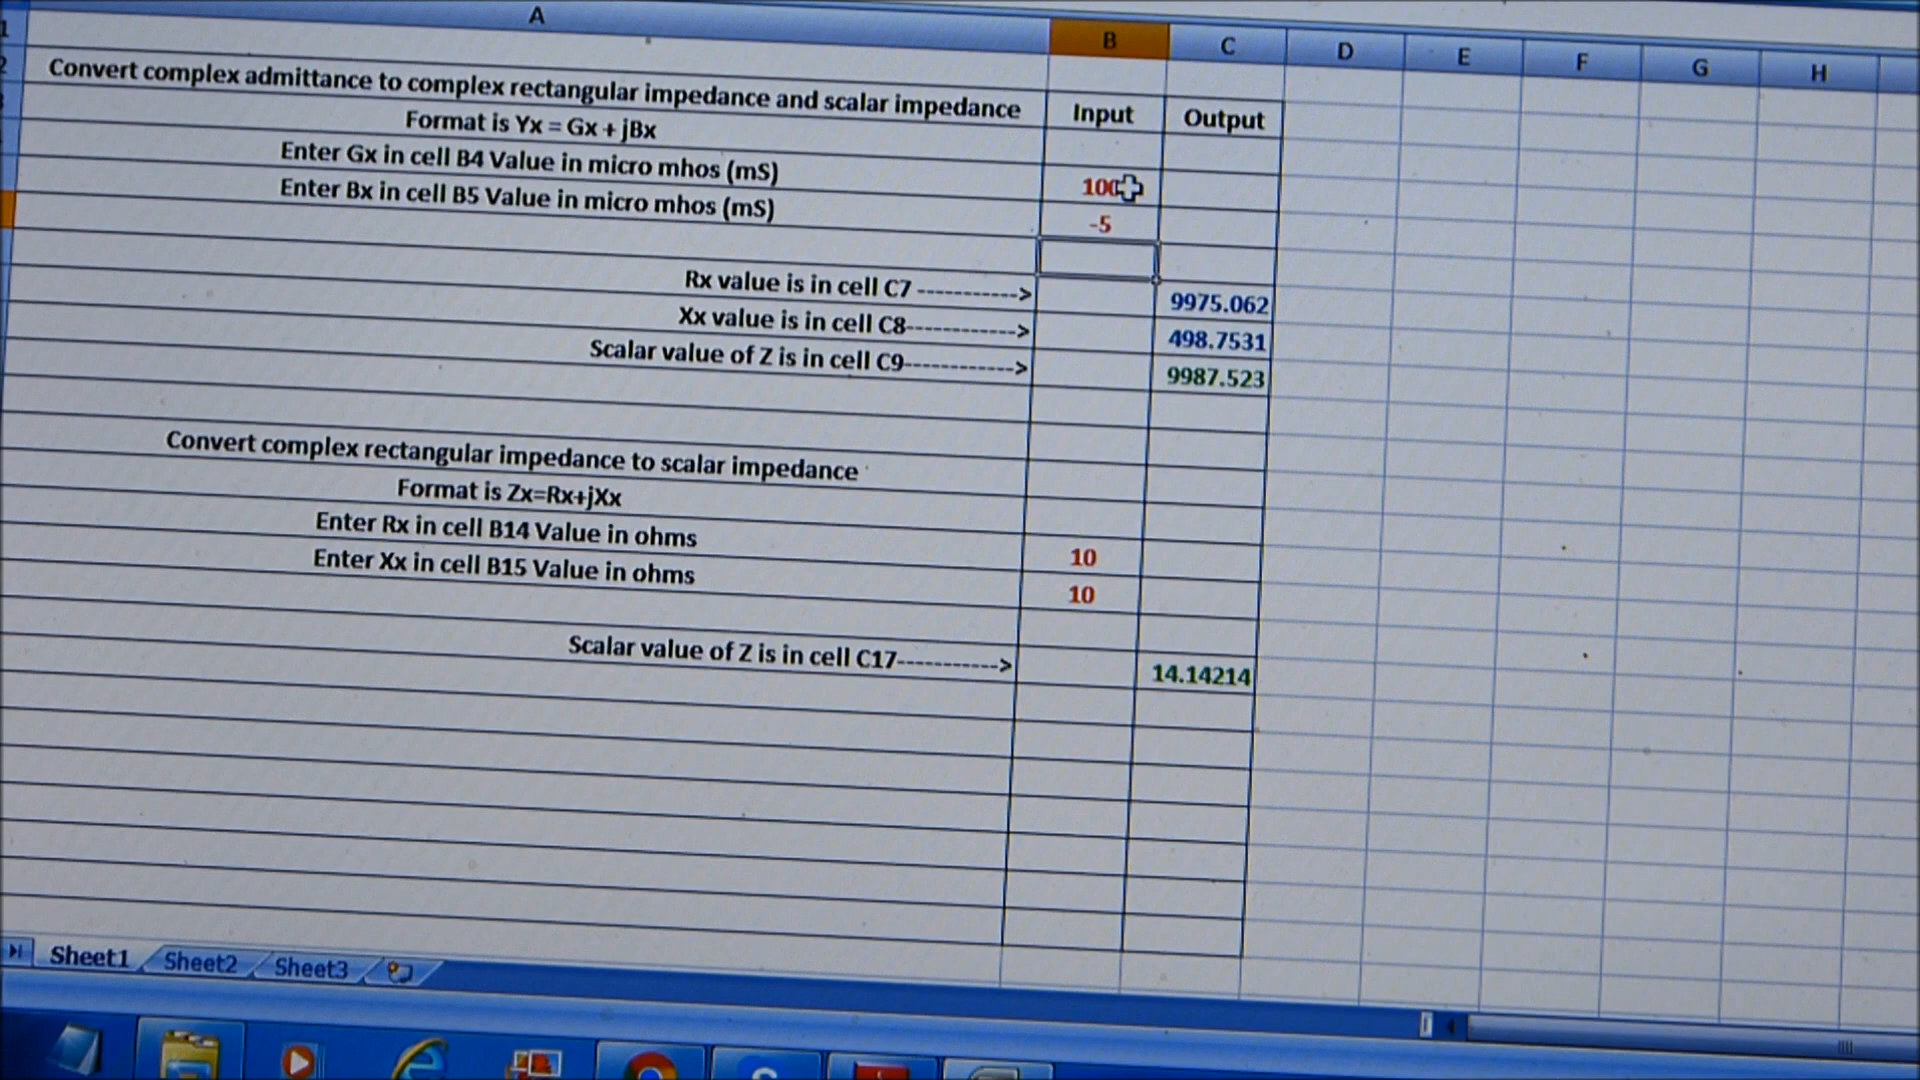 A B C D E F G H
1
2
Convert complex admittance to complex rectangular impedance and scalar impedance Input Output
Format is Yx = Gx + jBx
Enter Gx in cell B4 Value in micro mhos (mS) 100
Enter Bx in cell B5 Value in micro mhos (mS) -5
Rx value is in cell C7 -----------> 9975.062
Xx value is in cell C8------------> 498.7531
Scalar value of Z is in cell C9------------> 9987.523
Convert complex rectangular impedance to scalar impedance
Format is Zx=Rx+jXx
Enter Rx in cell B14 Value in ohms 10
Enter Xx in cell B15 Value in ohms 10
Scalar value of Z is in cell C17-----------> 14.14214
Sheet1 Sheet2 Sheet3